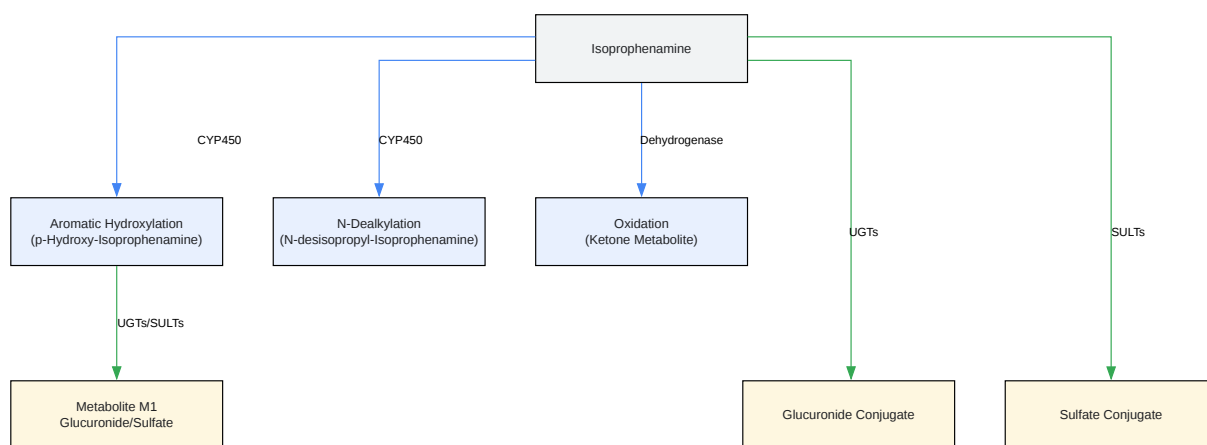 Isoprophenamine
CYP450
CYP450
Dehydrogenase
Aromatic Hydroxylation
(p-Hydroxy-Isoprophenamine)
N-Dealkylation
(N-desisopropyl-Isoprophenamine)
Oxidation
(Ketone Metabolite)
UGTs
SULTs
UGTs/SULTs
Metabolite M1
Glucuronide/Sulfate
Glucuronide Conjugate
Sulfate Conjugate